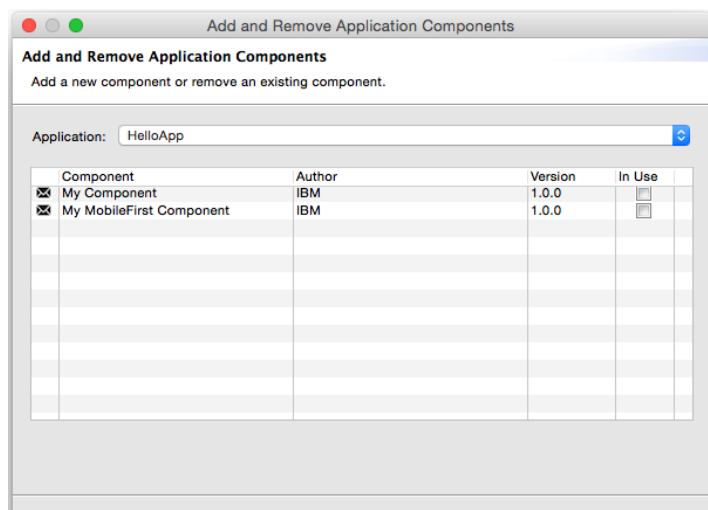 Add and Remove Application Components
Add and Remove Application Components
Add a new component or remove an existing component.
Application: HelloApp
Component Author Version In Use
My Component IBM 1.0.0
My MobileFirst Component IBM 1.0.0